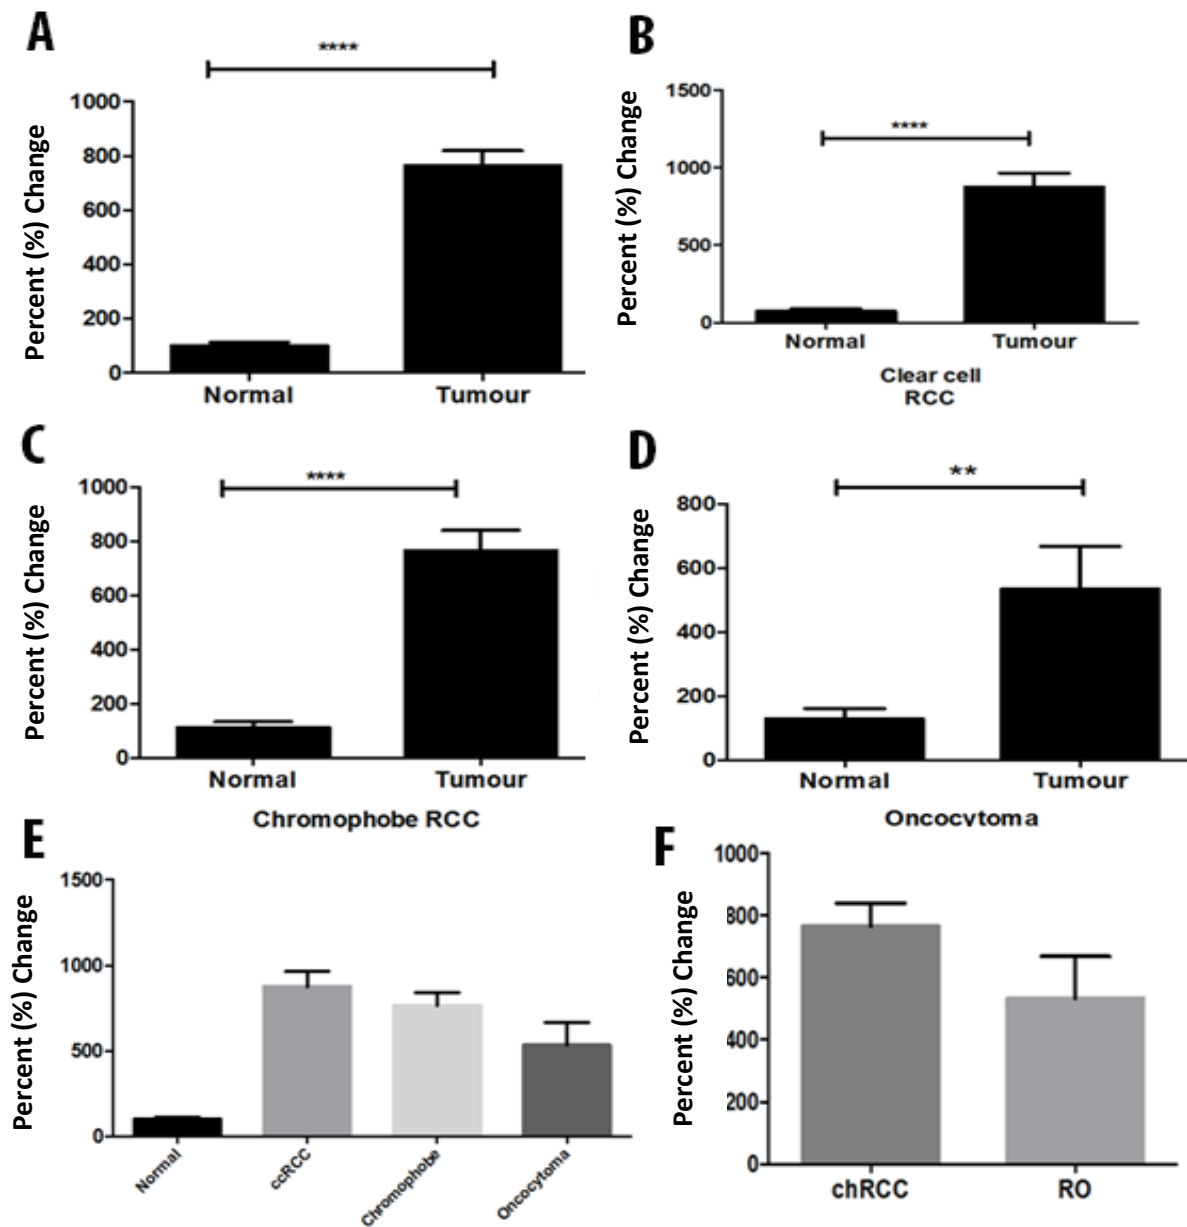 A
****
Percent (%) Change
1000
800
600
400
200
0
Normal
Tumour
B
****
Percent (%) Change
1500
1000
500
0
Normal
Tumour
Clear cell
RCC
C
****
Percent (%) Change
1000
800
600
400
200
0
Normal
Tumour
Chromophobe RCC
D
**
Percent (%) Change
800
600
400
200
0
Normal
Tumour
Oncocytoma
E
Percent (%) Change
1500
1000
500
0
Normal
ccRCC
Chromophobe
Oncocytoma
F
Percent (%) Change
1000
800
600
400
200
0
chRCC
RO